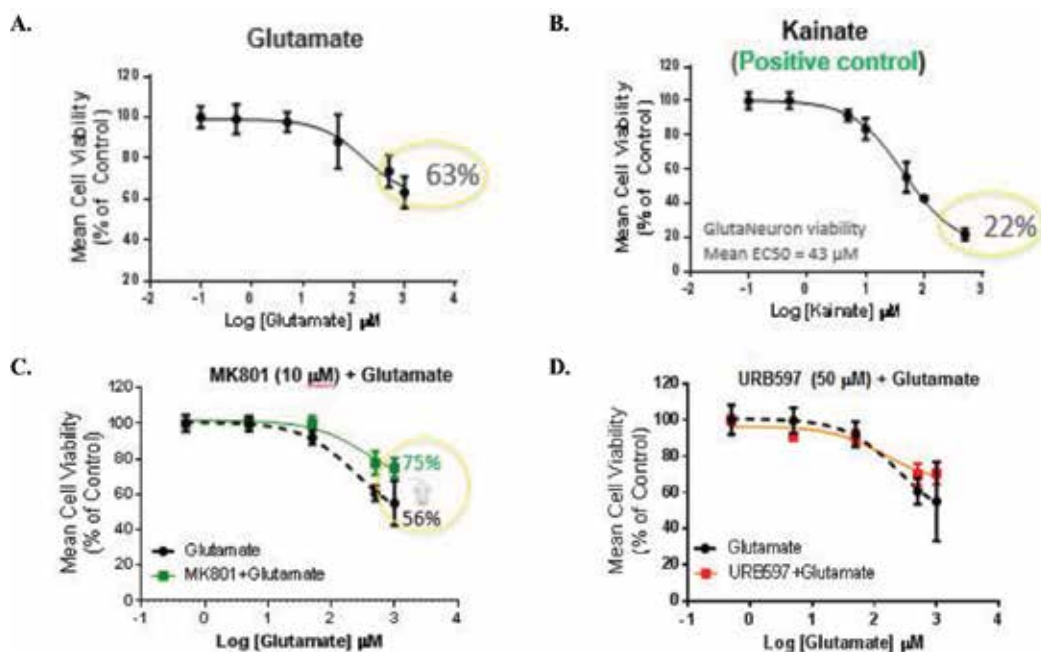 A.
Glutamate
120
100
80
60
40
20
Mean Cell Viability
(% of Control)
63%
-2 -1 0 1 2 3 4
Log [Glutamate] µM
B.
Kainate
(Positive control)
120
100
80
60
40
20
0
Mean Cell Viability
(% of Control)
GlutaNeuron viability
Mean EC50 = 43 µM
22%
-2 -1 0 1 2 3
Log [Kainate] µM
C.
MK801 (10 µM) + Glutamate
120
100
80
60
40
20
0
Mean Cell Viability
(% of Control)
75%
56%
Glutamate
MK801+Glutamate
-1 0 1 2 3 4
Log [Glutamate] µM
D.
URB597 (50 µM) + Glutamate
120
100
80
60
40
20
0
Mean Cell Viability
(% of Control)
Glutamate
URB597+Glutamate
-1 0 1 2 3 4
Log [Glutamate] µM